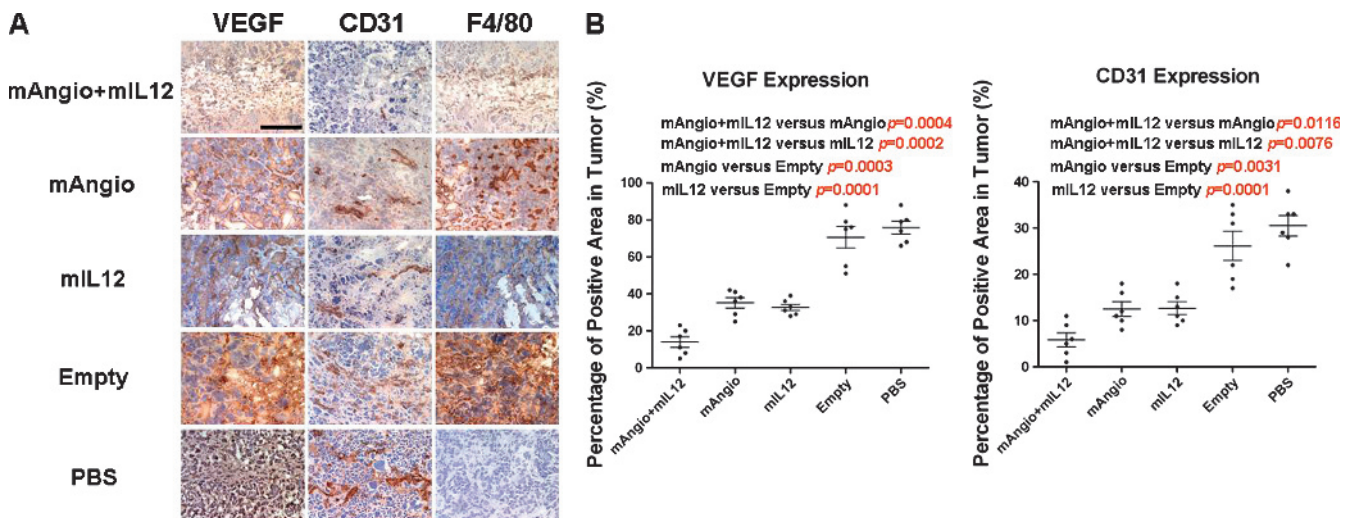 A
VEGF CD31 F4/80
mAngio+mIL12
mAngio
mIL12
Empty
PBS
B
VEGF Expression
mAngio+mIL12 versus mAngio p=0.0004
mAngio+mIL12 versus mIL12 p=0.0002
mAngio versus Empty p=0.0003
mIL12 versus Empty p=0.0001
Percentage of Positive Area in Tumor (%)
100
80
60
40
20
0
mAngio+mIL12
mAngio
mIL12
Empty
PBS
CD31 Expression
mAngio+mIL12 versus mAngio p=0.0116
mAngio+mIL12 versus mIL12 p=0.0076
mAngio versus Empty p=0.0031
mIL12 versus Empty p=0.0001
Percentage of Positive Area in Tumor (%)
40
30
20
10
0
mAngio+mIL12
mAngio
mIL12
Empty
PBS